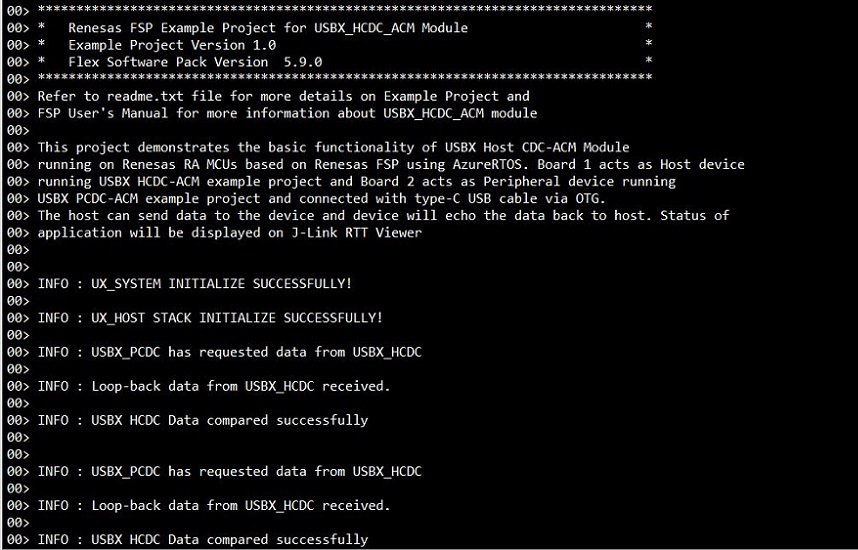 00> ********************************************************************************
00> *   Renesas FSP Example Project for USBX_HCDC_ACM Module                       *
00> *   Example Project Version 1.0                                                *
00> *   Flex Software Pack Version  5.9.0                                          *
00> ********************************************************************************
00> Refer to readme.txt file for more details on Example Project and
00> FSP User's Manual for more information about USBX_HCDC_ACM module
00>
00> This project demonstrates the basic functionality of USBX Host CDC-ACM Module
00> running on Renesas RA MCUs based on Renesas FSP using AzureRTOS. Board 1 acts as Host device
00> running USBX HCDC-ACM example project and Board 2 acts as Peripheral device running
00> USBX PCDC-ACM example project and connected with type-C USB cable via OTG.
00> The host can send data to the device and device will echo the data back to host. Status of
00> application will be displayed on J-Link RTT Viewer
00>
00>
00> INFO : UX_SYSTEM INITIALIZE SUCCESSFULLY!
00>
00> INFO : UX_HOST STACK INITIALIZE SUCCESSFULLY!
00>
00> INFO : USBX_PCDC has requested data from USBX_HCDC
00>
00> INFO : Loop-back data from USBX_HCDC received.
00>
00> INFO : USBX HCDC Data compared successfully
00>
00>
00> INFO : USBX_PCDC has requested data from USBX_HCDC
00>
00> INFO : Loop-back data from USBX_HCDC received.
00>
00> INFO : USBX HCDC Data compared successfully